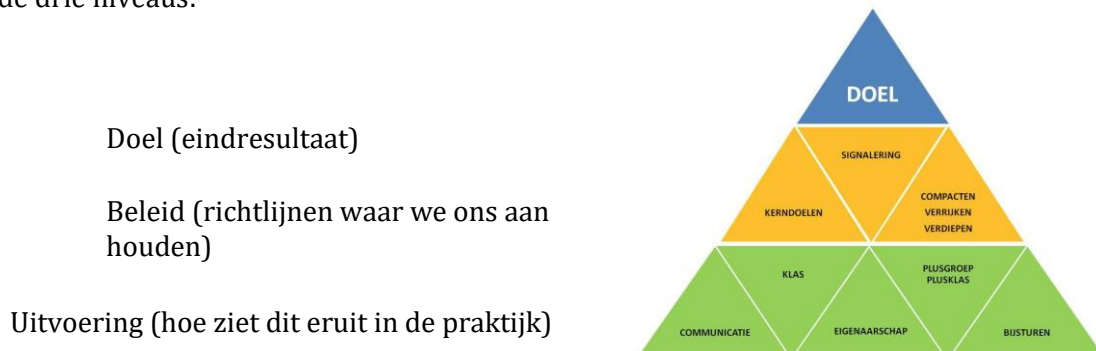 de drie niveaus:
Doel (eindresultaat)
Beleid (richtlijnen waar we ons aan
houden)
Uitvoering (hoe ziet dit eruit in de praktijk)
DOEL
SIGNALERING
KERNDOELEN
COMPACTEN
VERRIJKEN
VERDIEPEN
KLAS
PLUSGROEP
PLUSKLAS
COMMUNICATIE
EIGENAARSCHAP
BIJSTUREN